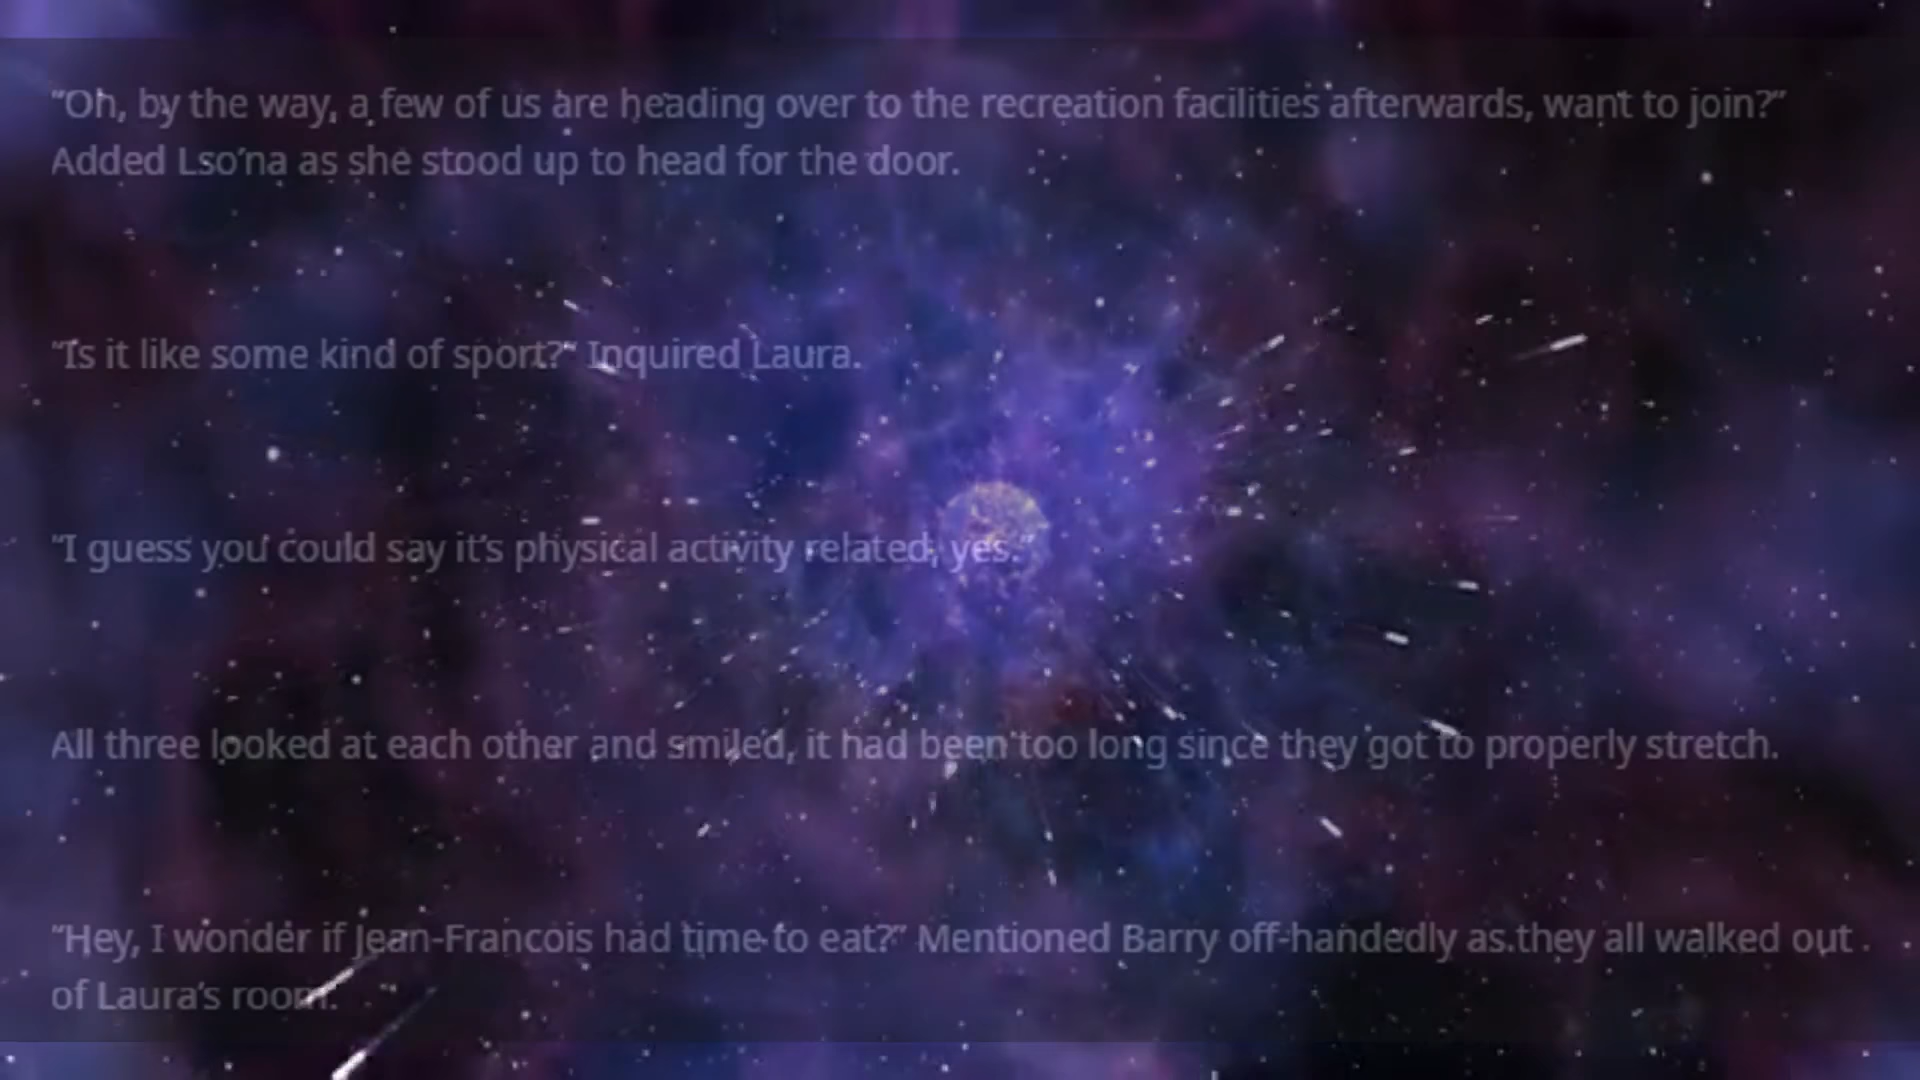 “Oh, by the way, a few of us are heading over to the recreation facilities afterwards, want to join?”
Added Lso’na as she stood up to head for the door.
“Is it like some kind of sport?” Inquired Laura.
“I guess you could say it’s physical activity related, yes.
All three looked at each other and smiled, it had been too long since they got to properly stretch.
“Hey, I wonder if Jean-Francois had time to eat?” Mentioned Barry off-handedly as they all walked out
of Laura’s room.